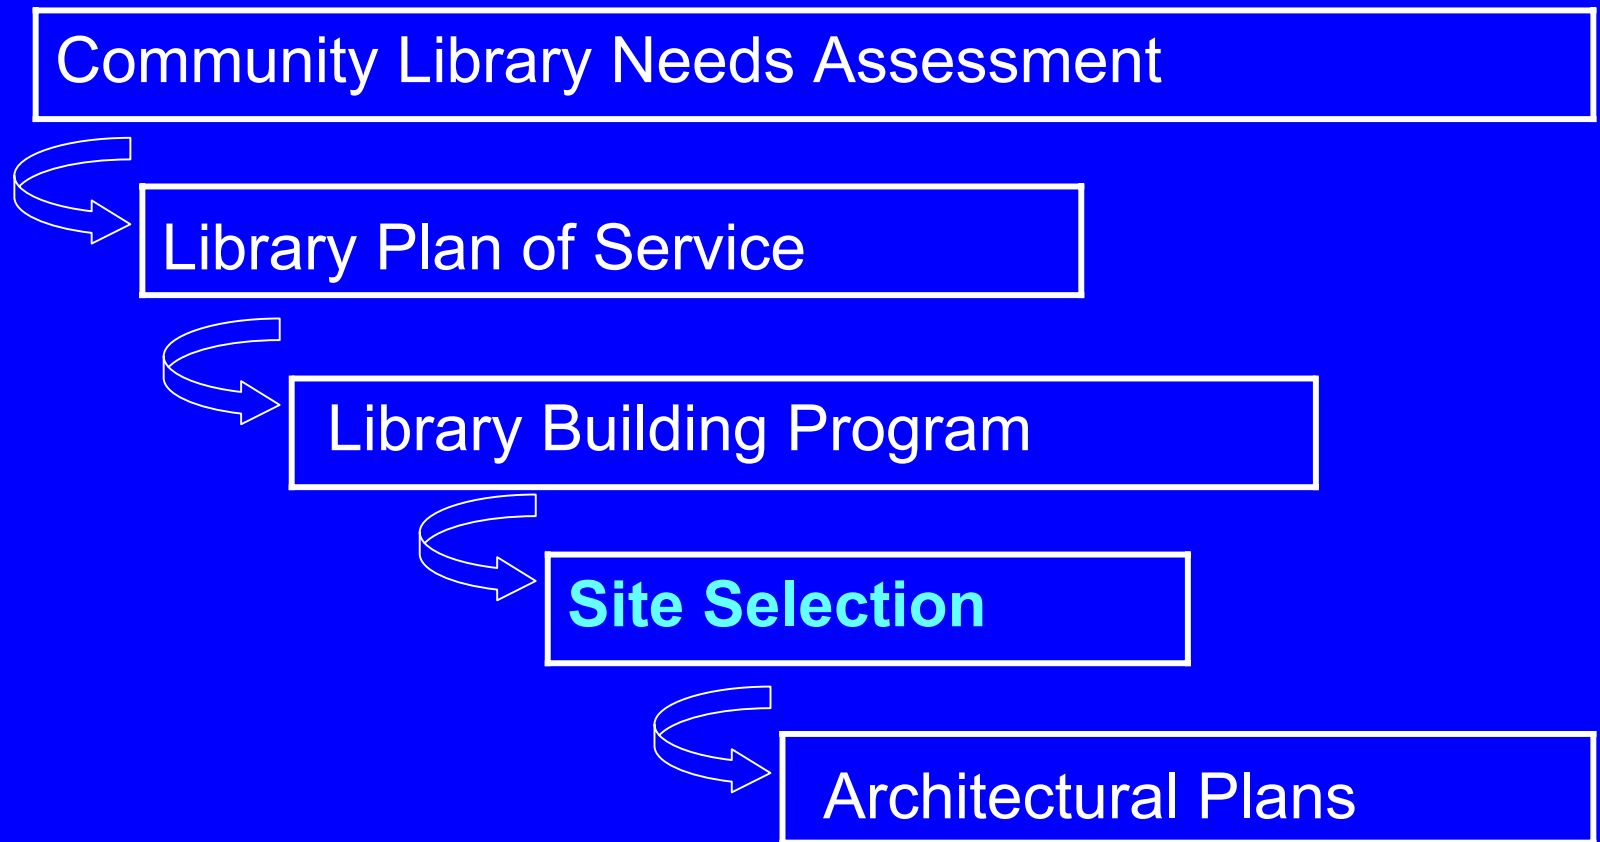 Community Library Needs Assessment
Library Plan of Service
Library Building Program
Site Selection
Architectural Plans